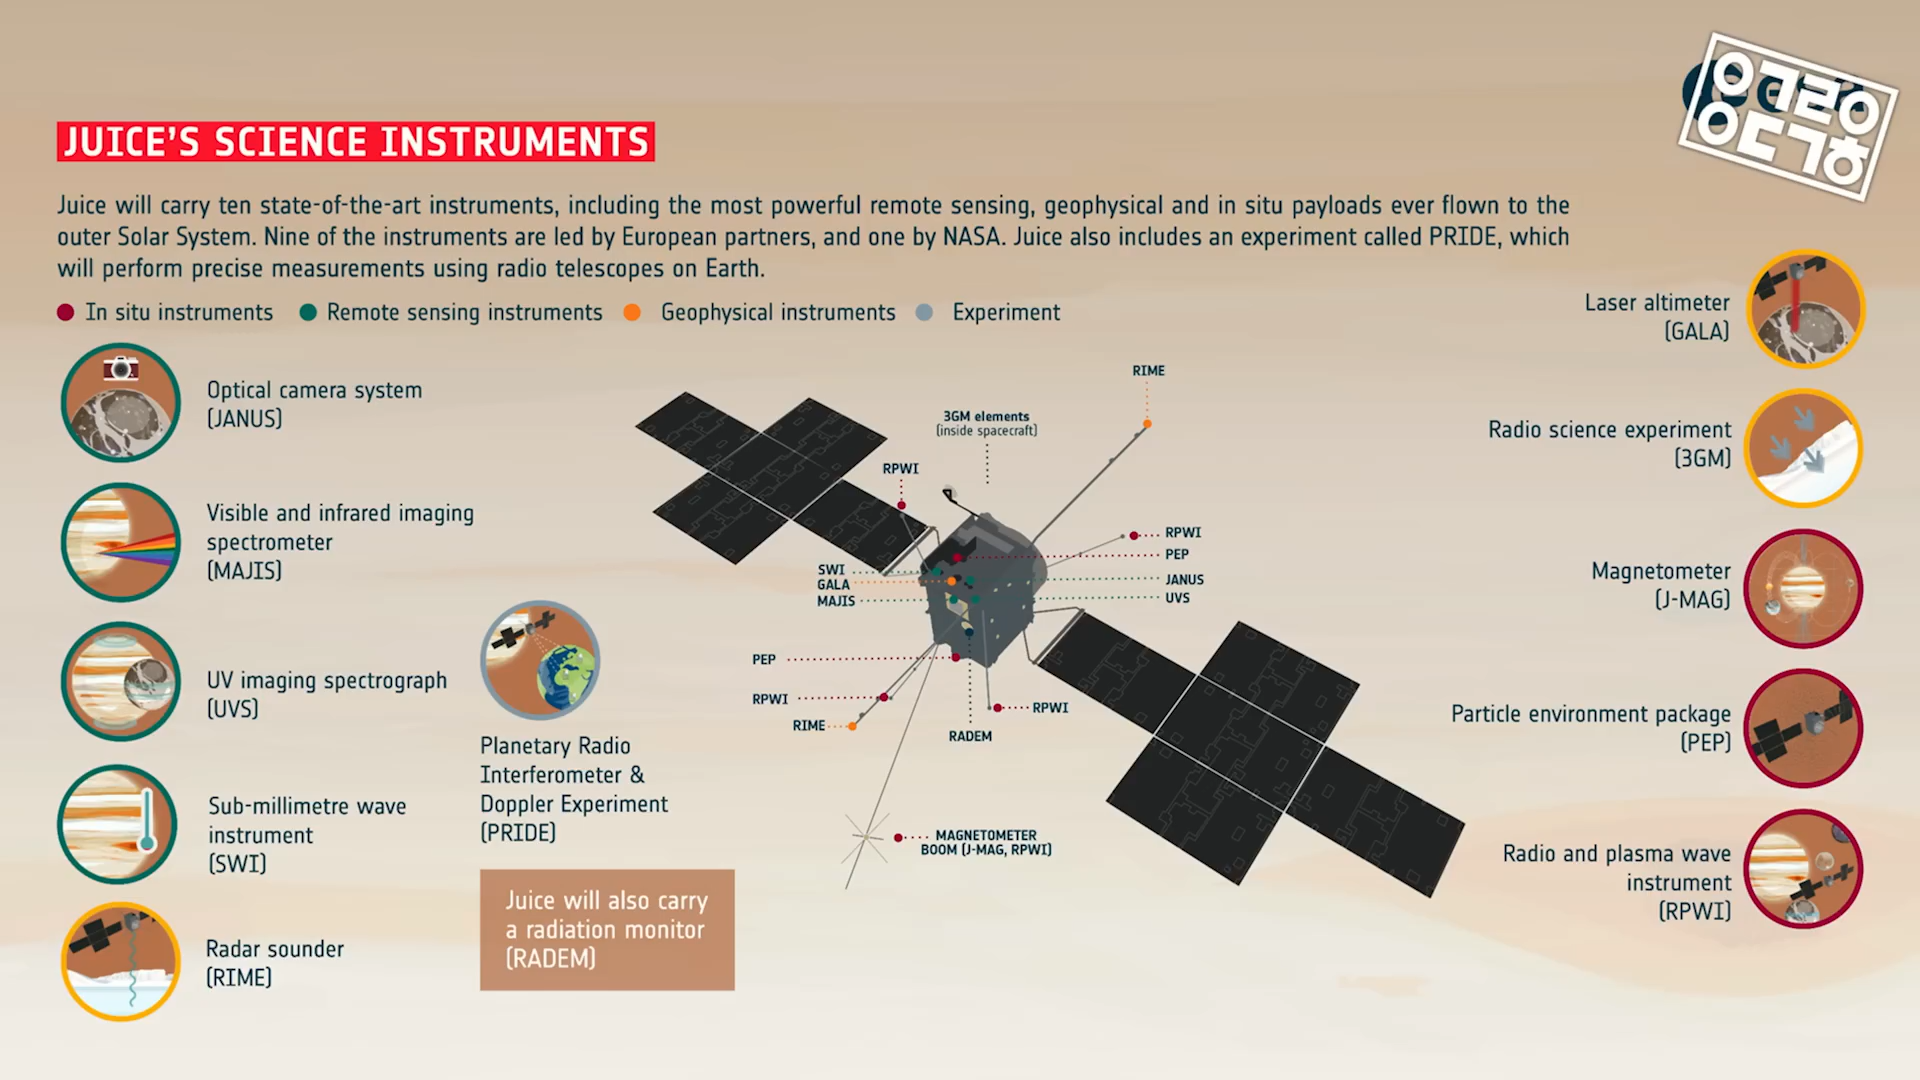 JUICE'S SCIENCE INSTRUMENTS
Juice will carry ten state-of-the-art instruments, including the most powerful remote sensing, geophysical and in situ payloads ever flown to the
outer Solar System. Nine of the instruments are led by European partners, and one by NASA. Juice also includes an experiment called PRIDE, which
will perform precise measurements using radio telescopes on Earth.
In situ instruments
Remote sensing instruments
Geophysical instruments
Experiment
Optical camera system
(JANUS)
Visible and infrared imaging
spectrometer
(MAJIS)
UV imaging spectrograph
(UVS)
Sub-millimetre wave
instrument
(SWI)
Radar sounder
(RIME)
Planetary Radio
Interferometer &
Doppler Experiment
(PRIDE)
Juice will also carry
a radiation monitor
(RADEM)
RIME
3GM elements
(inside spacecraft)
RPWI
RPWI
PEP
SWI
GALA
MAJIS
JANUS
UVS
PEP
RPWI
RIME
RPWI
RADEM
MAGNETOMETER
BOOM (J-MAG, RPWI)
Laser altimeter
(GALA)
Radio science experiment
(3GM)
Magnetometer
(J-MAG)
Particle environment package
(PEP)
Radio and plasma wave
instrument
(RPWI)